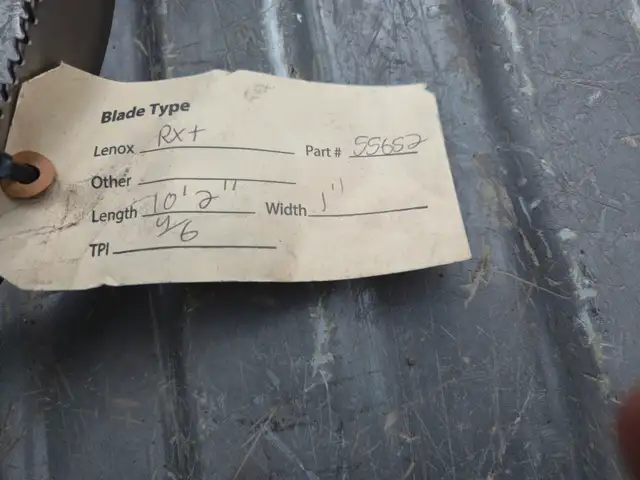 Blade Type
Lenox Rx+ Part # 55652
Other
Length 10' 2" Width 1"
TPI 4/6